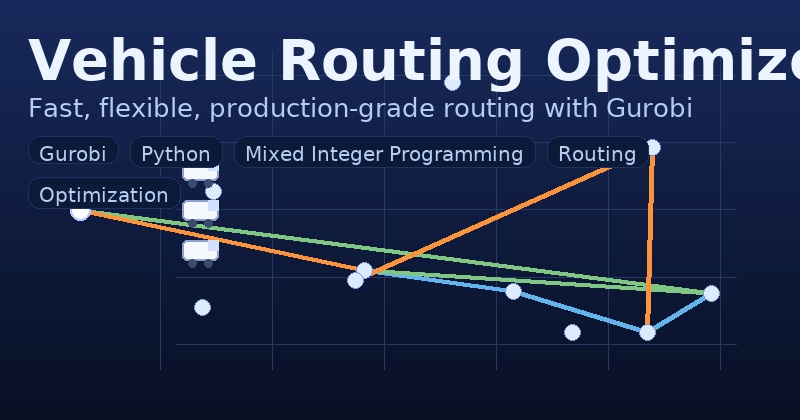 Vehicle Routing Optimize
Fast, flexible, production-grade routing with Gurobi
Gurobi Python Mixed Integer Programming Routing
Optimization